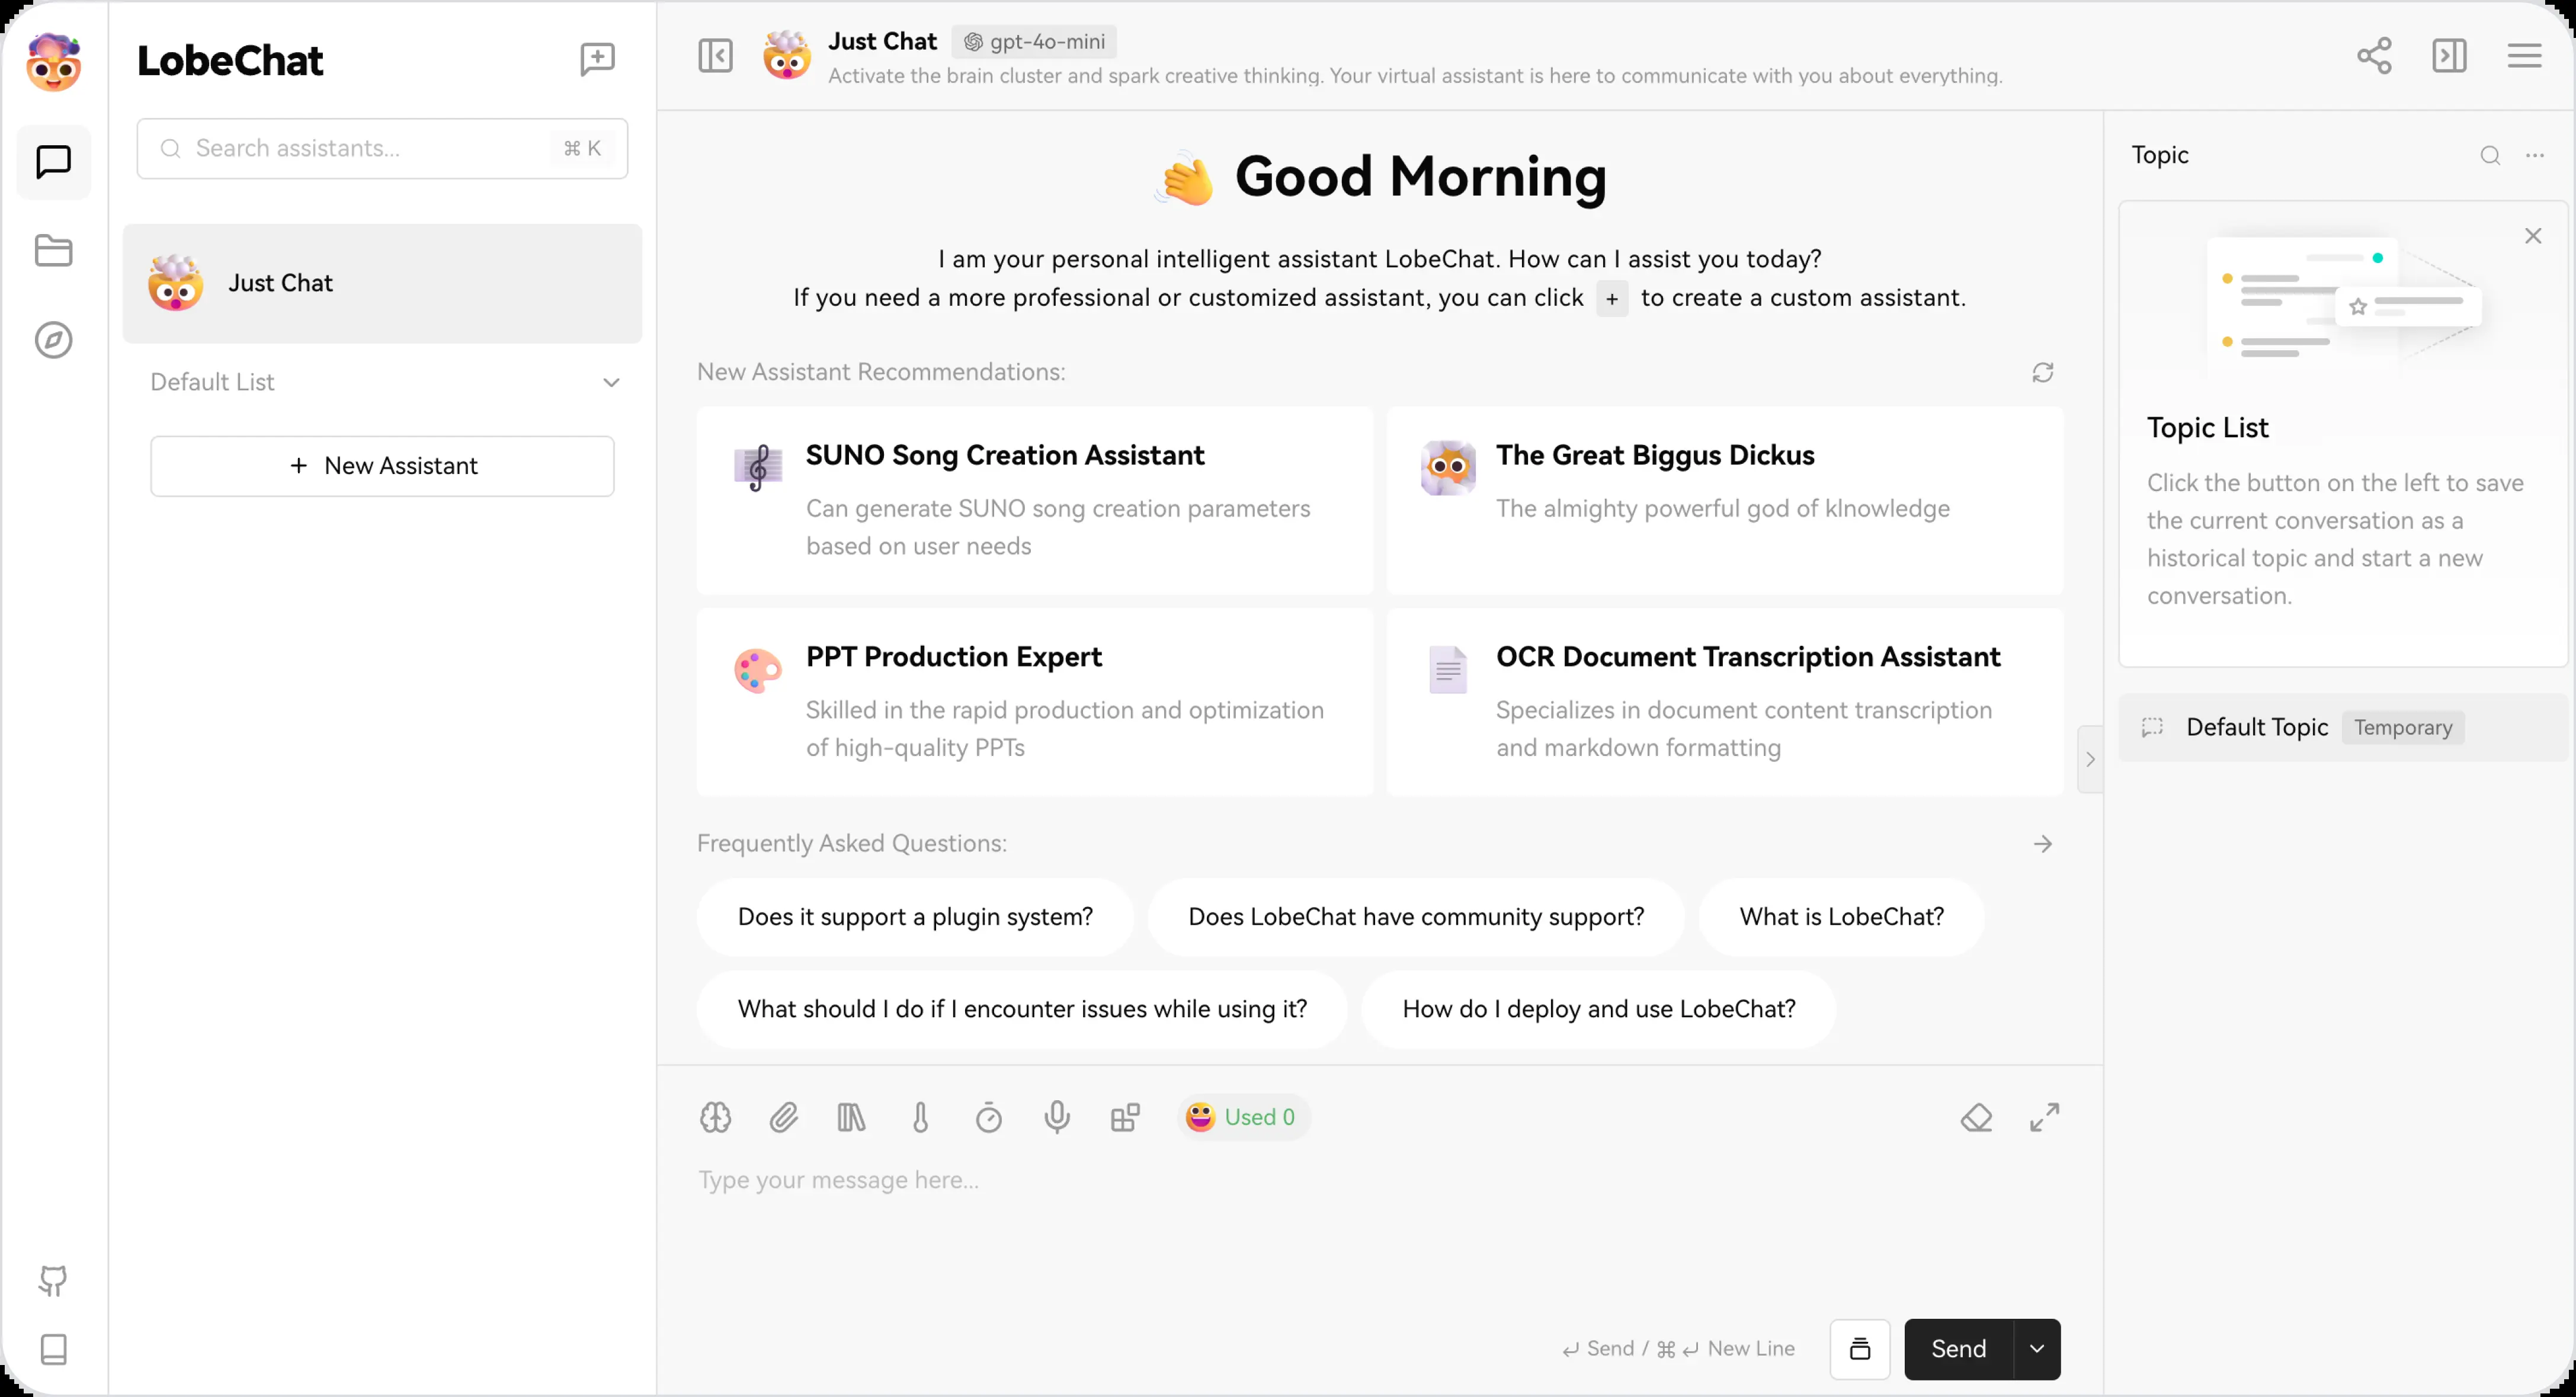 LobeChat
Search assistants...
⌘ K
Just Chat
Default List
+ New Assistant
Just Chat
gpt-4o-mini
Activate the brain cluster and spark creative thinking. Your virtual assistant is here to communicate with you about everything.
👋 Good Morning
I am your personal intelligent assistant LobeChat. How can I assist you today?
If you need a more professional or customized assistant, you can click + to create a custom assistant.
New Assistant Recommendations:
SUNO Song Creation Assistant
Can generate SUNO song creation parameters
based on user needs
The Great Biggus Dickus
The almighty powerful god of klnowledge
PPT Production Expert
Skilled in the rapid production and optimization
of high-quality PPTs
OCR Document Transcription Assistant
Specializes in document content transcription
and markdown formatting
Frequently Asked Questions:
Does it support a plugin system?
Does LobeChat have community support?
What is LobeChat?
What should I do if I encounter issues while using it?
How do I deploy and use LobeChat?
Used 0
Type your message here...
↵ Send / ⌘ ↵ New Line
Send
Topic
Topic List
Click the button on the left to save
the current conversation as a
historical topic and start a new
conversation.
Default Topic
Temporary